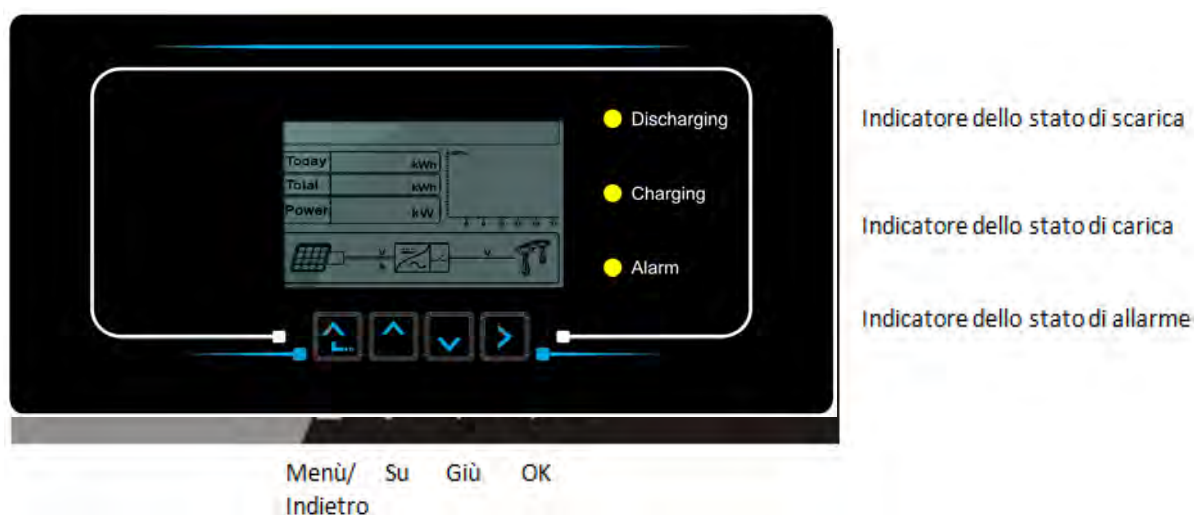 Discharging
Indicatore dello stato di scarica
Today kWh
Total kWh
Charging
Power kW
Indicatore dello stato di carica
Alarm
Indicatore dello stato di allarme
Menù/ Su Giù OK
Indietro